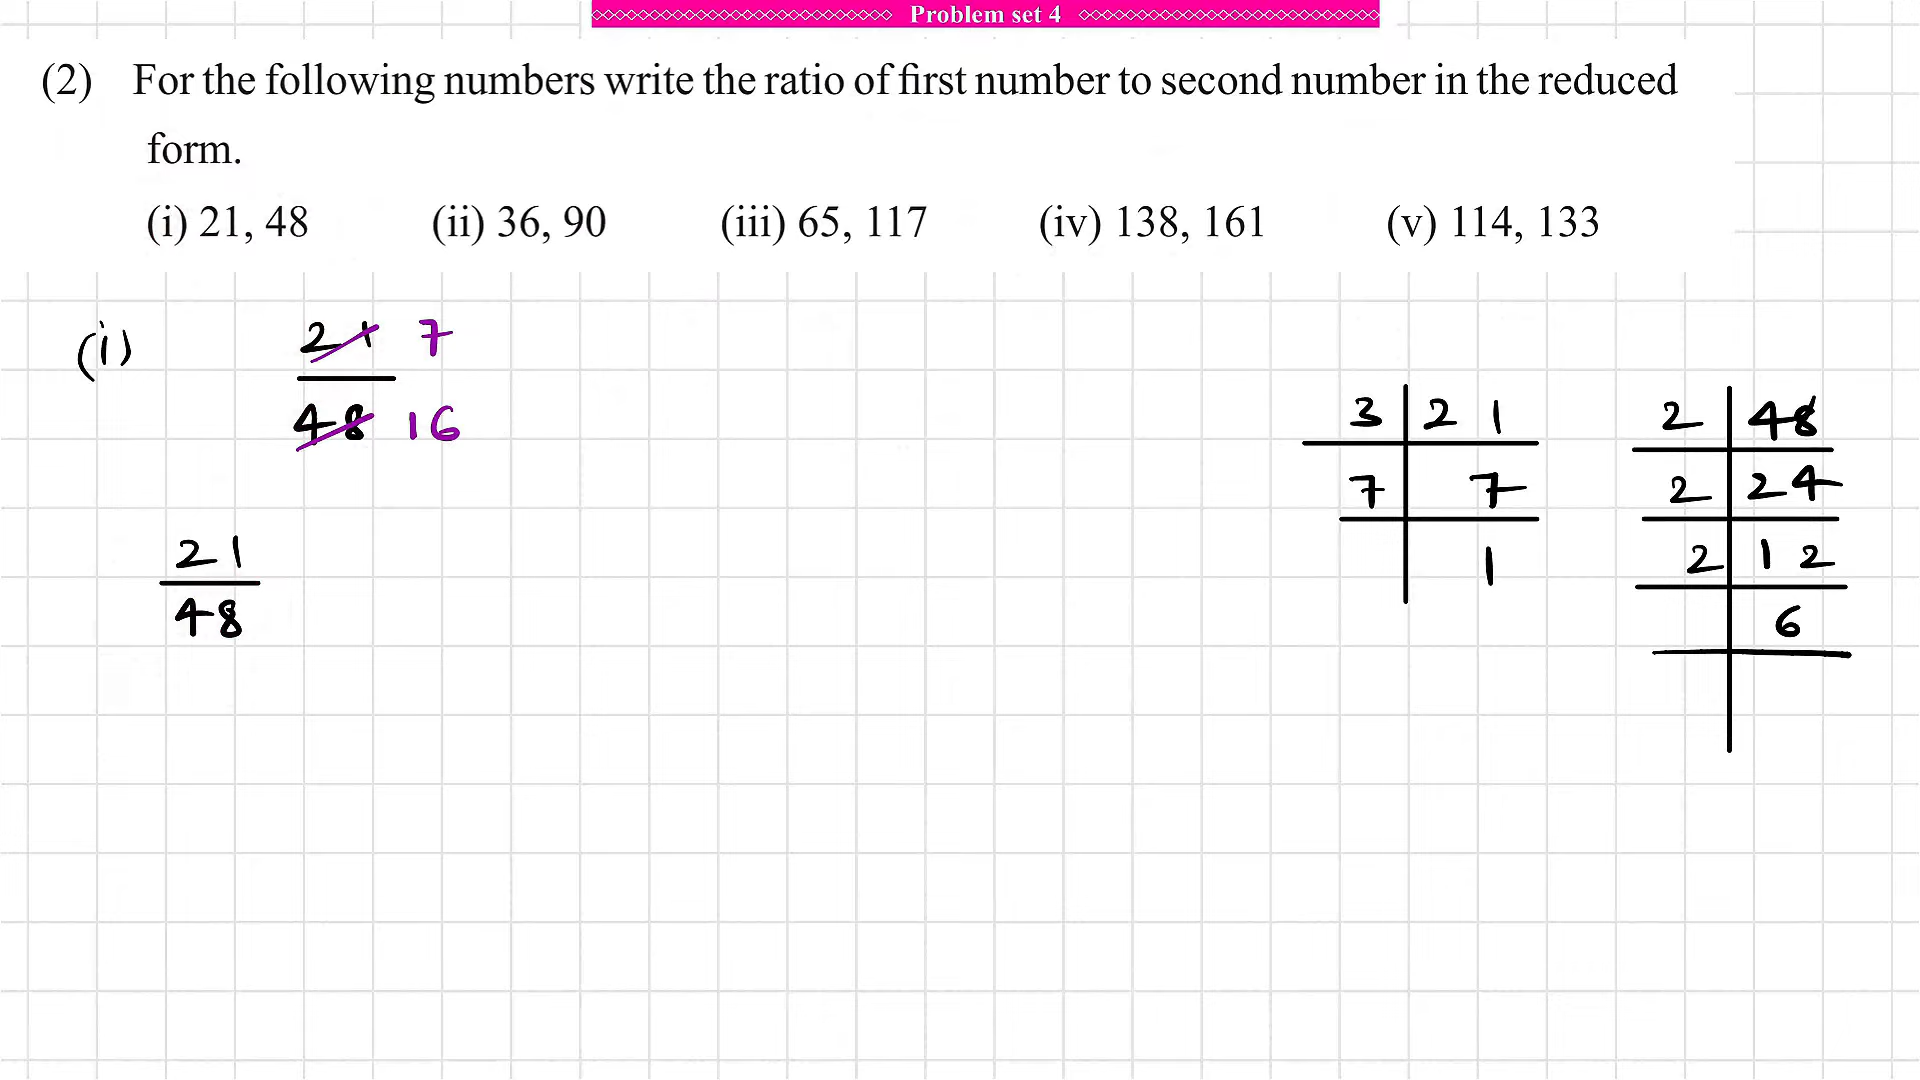 Problem set 4
(2) For the following numbers write the ratio of first number to second number in the reduced
form.
(i) 21, 48 (ii) 36, 90 (iii) 65, 117 (iv) 138, 161 (v) 114, 133
(i) 21 7
48 16
21
48
3 21
7 7
1
2 48
2 24
2 12
6